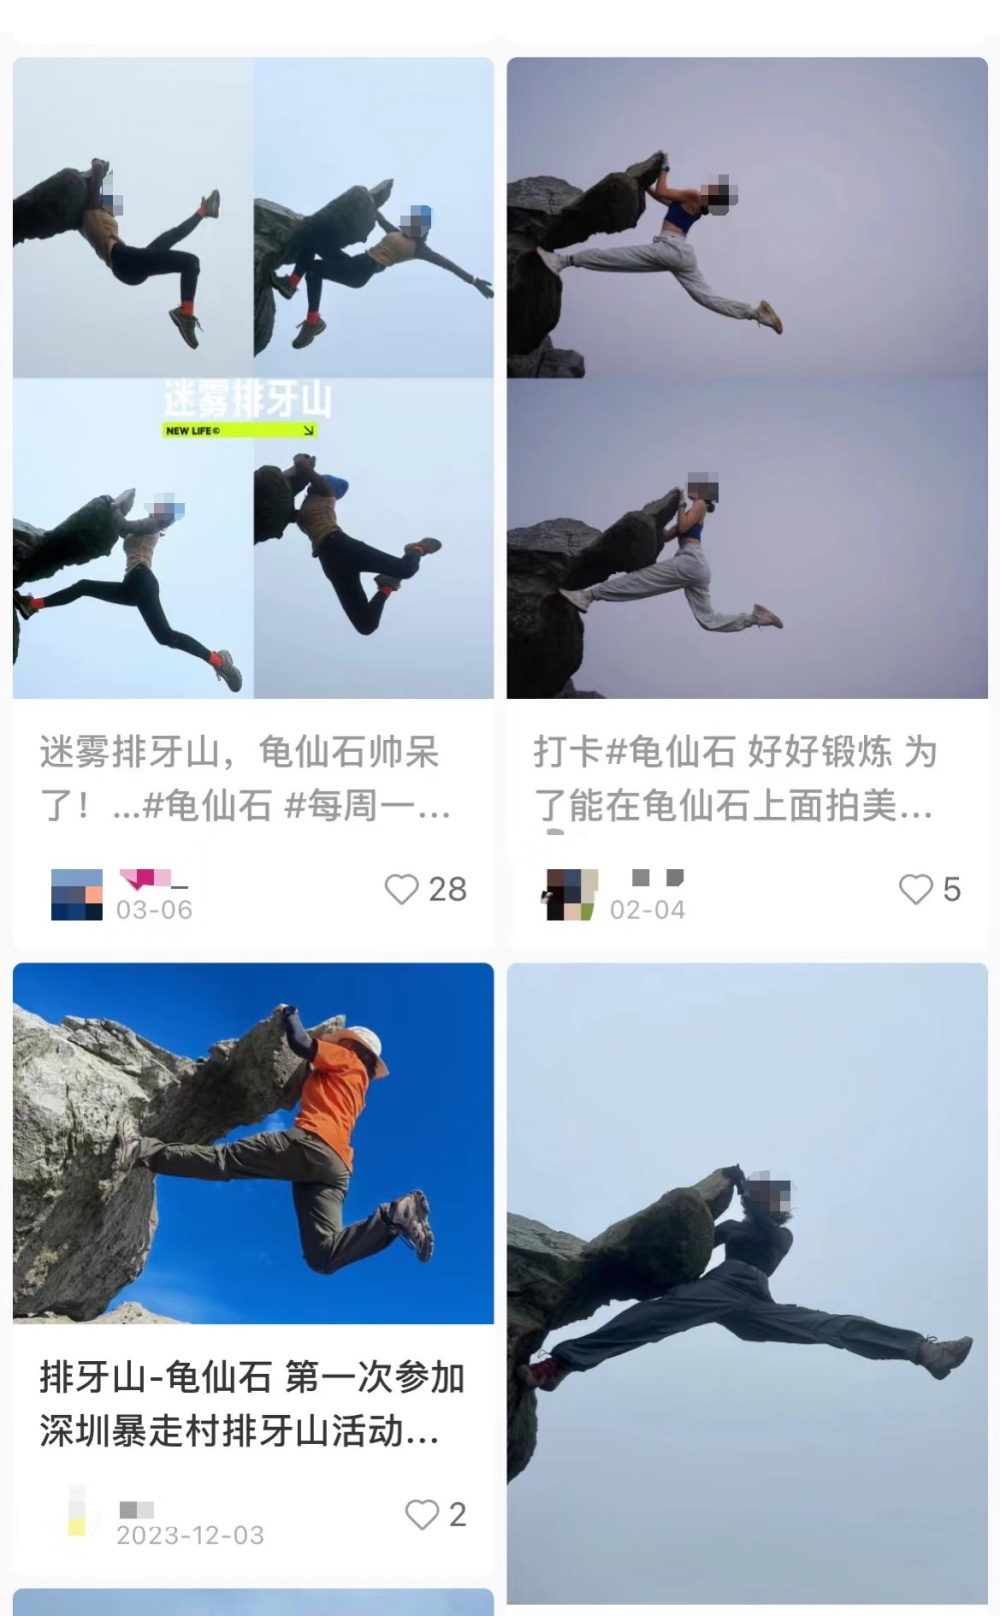 迷雾排牙山
NEW LIFE©
迷雾排牙山，龟仙石帅呆
了！...#龟仙石 #每周一...
03-06
28
打卡#龟仙石 好好锻炼 为
了能在龟仙石上面拍美...
02-04
5
排牙山-龟仙石 第一次参加
深圳暴走村排牙山活动...
2023-12-03
2